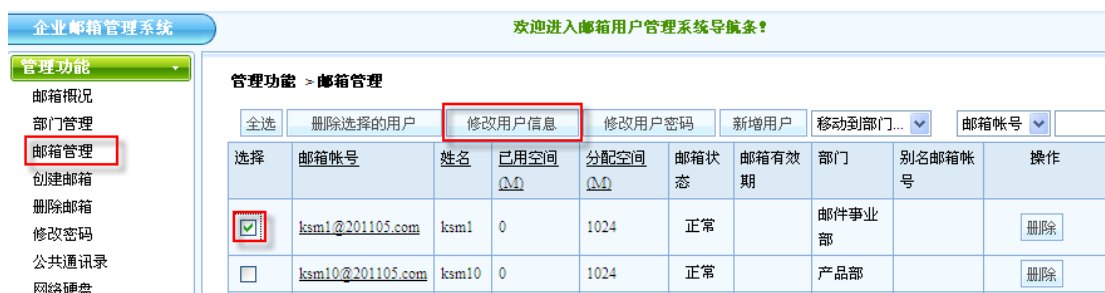 企业邮箱管理系统
欢迎进入邮箱用户管理系统导航条!
管理功能
邮箱概况
部门管理
邮箱管理
创建邮箱
删除邮箱
修改密码
公共通讯录
网络硬盘
管理功能 >邮箱管理
全选 删除选择的用户 修改用户信息 修改用户密码 新增用户 移动到部门... 邮箱帐号
选择 邮箱帐号 姓名 已用空间(M) 分配空间(M) 邮箱状态 邮箱有效期 部门 别名邮箱帐号 操作
ksm1@201105.com ksm1 0 1024 正常 邮件事业部 删除
ksm10@201105.com ksm10 0 1024 正常 产品部 删除